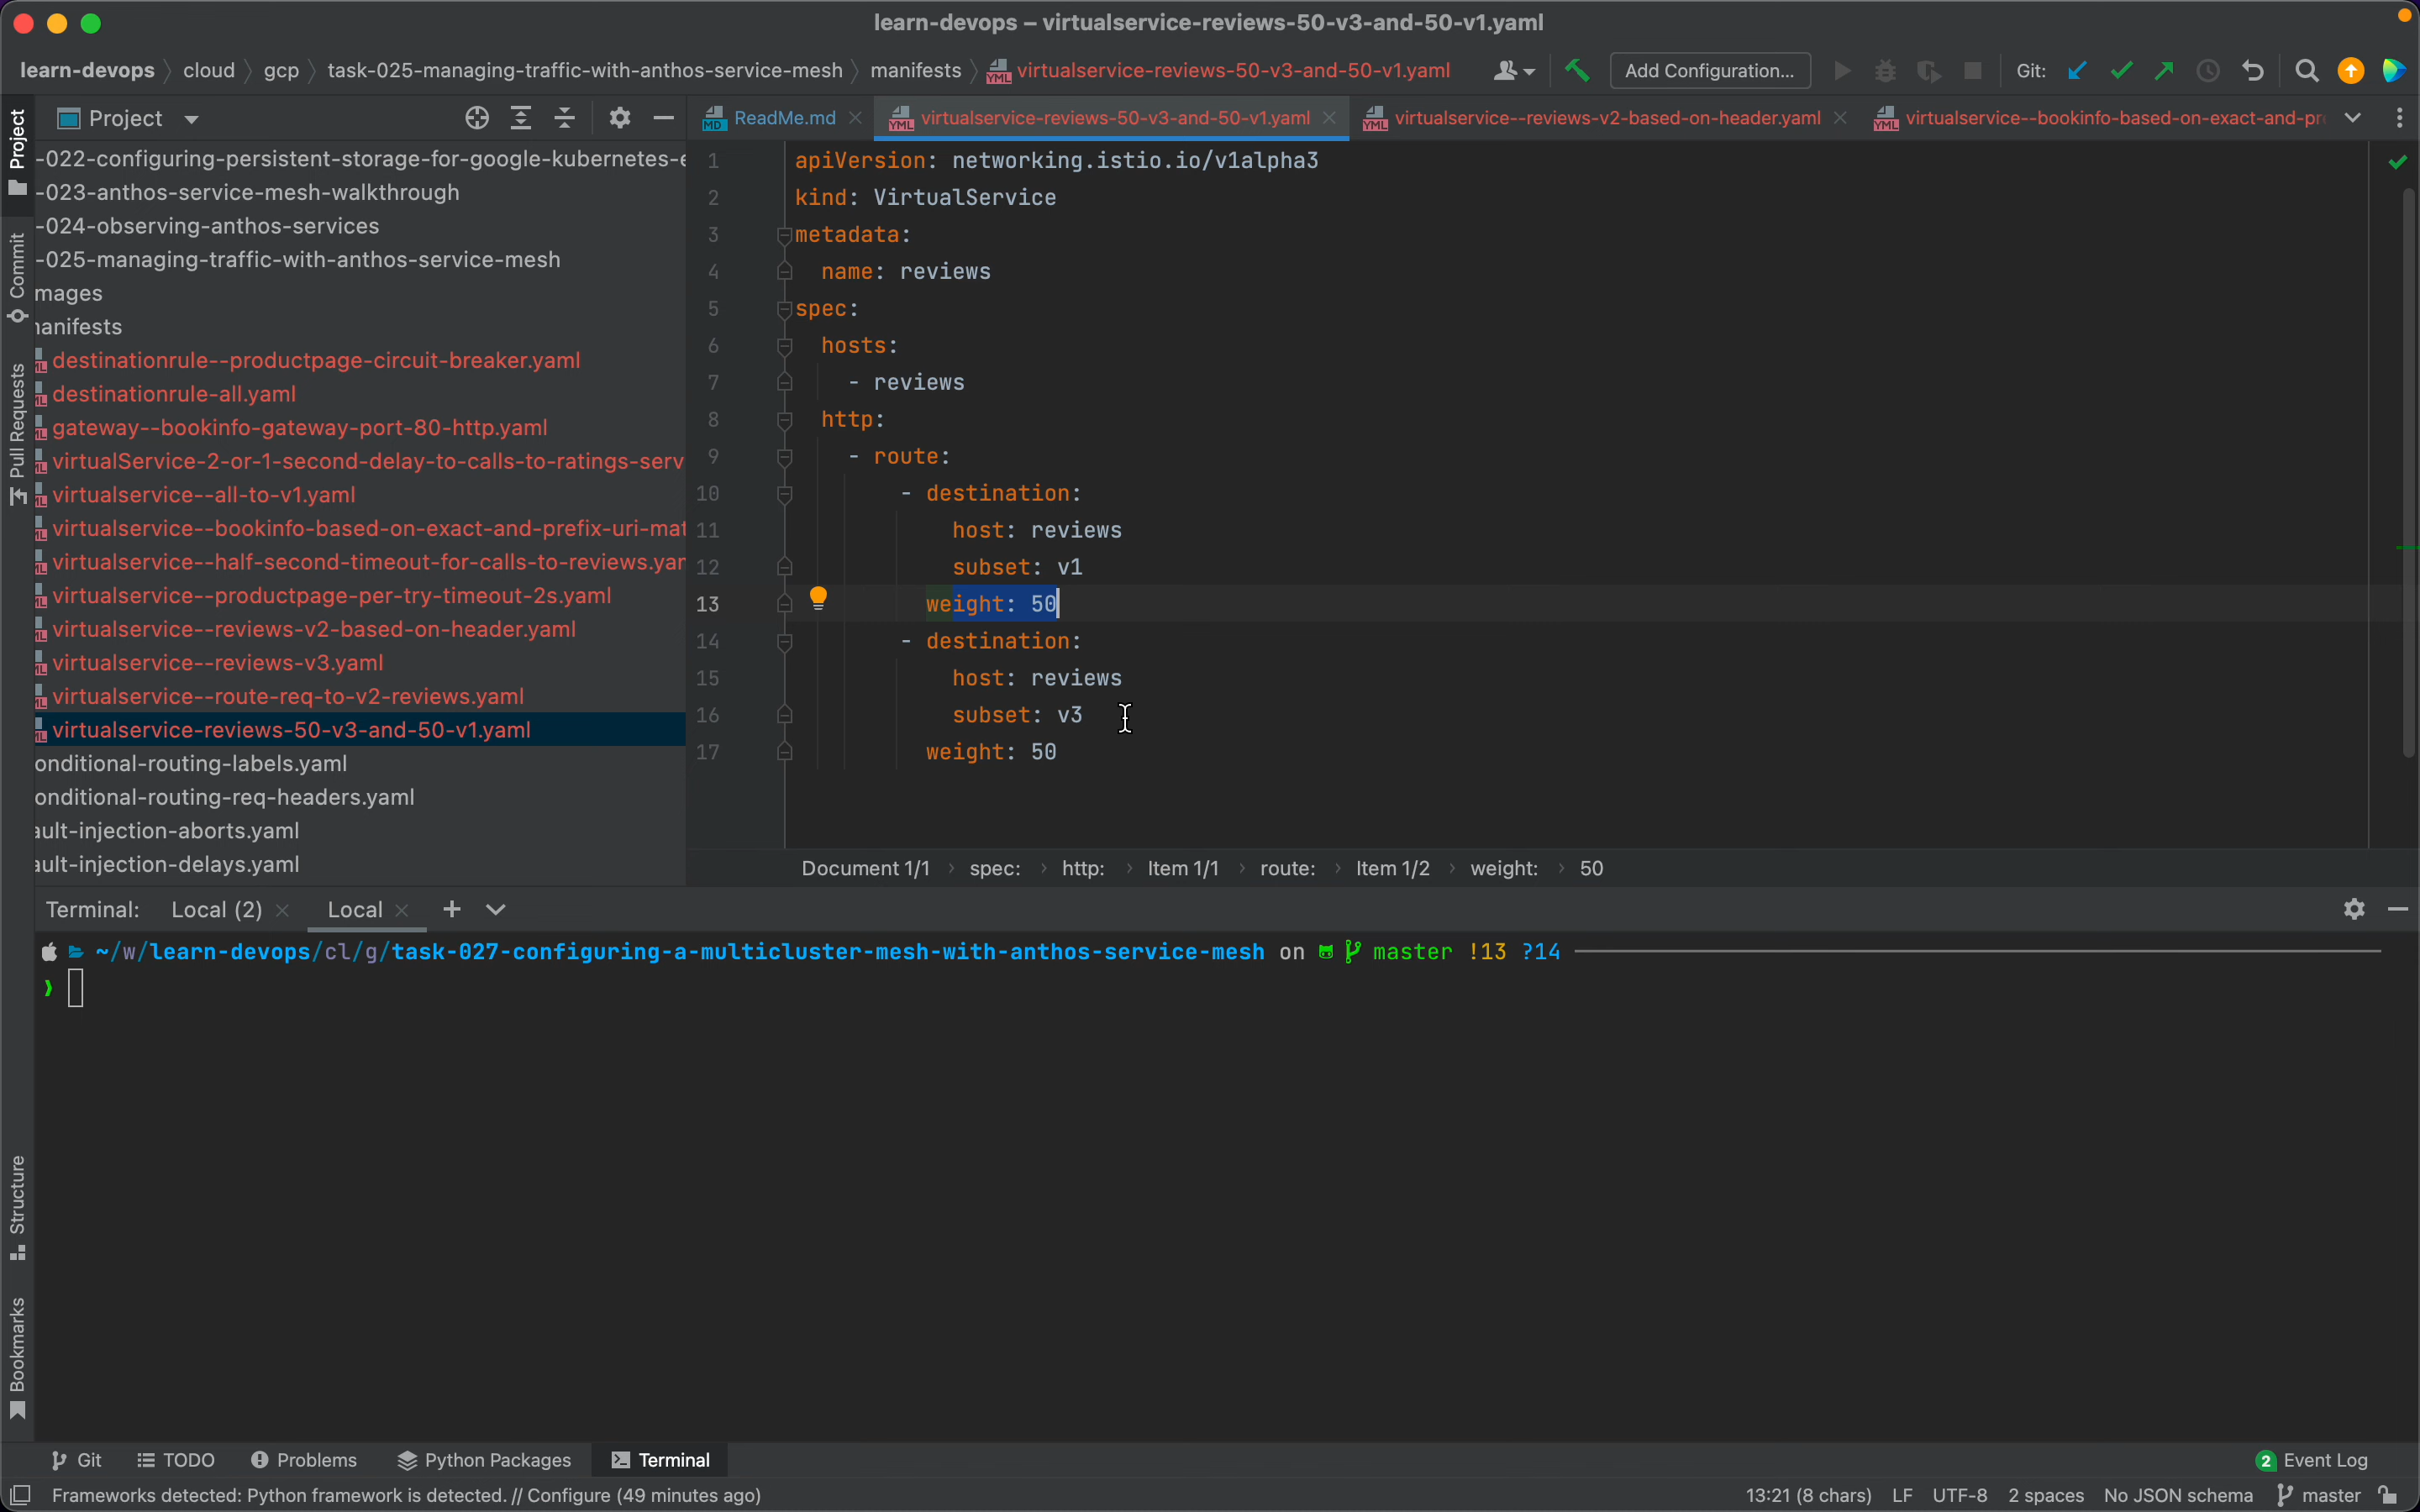 learn-devops – virtualservice-reviews-50-v3-and-50-v1.yaml
learn-devops cloud gcp task-025-managing-traffic-with-anthos-service-mesh manifests virtualservice-reviews-50-v3-and-50-v1.yaml
Add Configuration... Git:
Project
ReadMe.md virtualservice-reviews-50-v3-and-50-v1.yaml virtualservice--reviews-v2-based-on-header.yaml virtualservice--bookinfo-based-on-exact-and-pr
Project
Commit
Pull Requests
Structure
Bookmarks
-022-configuring-persistent-storage-for-google-kubernetes-e
-023-anthos-service-mesh-walkthrough
-024-observing-anthos-services
-025-managing-traffic-with-anthos-service-mesh
mages
anifests
destinationrule--productpage-circuit-breaker.yaml
destinationrule-all.yaml
gateway--bookinfo-gateway-port-80-http.yaml
virtualService-2-or-1-second-delay-to-calls-to-ratings-serv
virtualservice--all-to-v1.yaml
virtualservice--bookinfo-based-on-exact-and-prefix-uri-mat
virtualservice--half-second-timeout-for-calls-to-reviews.yam
virtualservice--productpage-per-try-timeout-2s.yaml
virtualservice--reviews-v2-based-on-header.yaml
virtualservice--reviews-v3.yaml
virtualservice--route-req-to-v2-reviews.yaml
virtualservice-reviews-50-v3-and-50-v1.yaml
onditional-routing-labels.yaml
onditional-routing-req-headers.yaml
ault-injection-aborts.yaml
ault-injection-delays.yaml
1 apiVersion: networking.istio.io/v1alpha3
2 kind: VirtualService
3 metadata:
4 name: reviews
5 spec:
6 hosts:
7 - reviews
8 http:
9 - route:
10 - destination:
11 host: reviews
12 subset: v1
13 weight: 50
14 - destination:
15 host: reviews
16 subset: v3
17 weight: 50
Document 1/1 › spec: › http: › Item 1/1 › route: › Item 1/2 › weight: › 50
Terminal: Local (2) Local
~/w/learn-devops/cl/g/task-027-configuring-a-multicluster-mesh-with-anthos-service-mesh on master !13 ?14
❯
Git TODO Problems Python Packages Terminal 2 Event Log
Frameworks detected: Python framework is detected. // Configure (49 minutes ago) 13:21 (8 chars) LF UTF-8 2 spaces No JSON schema master